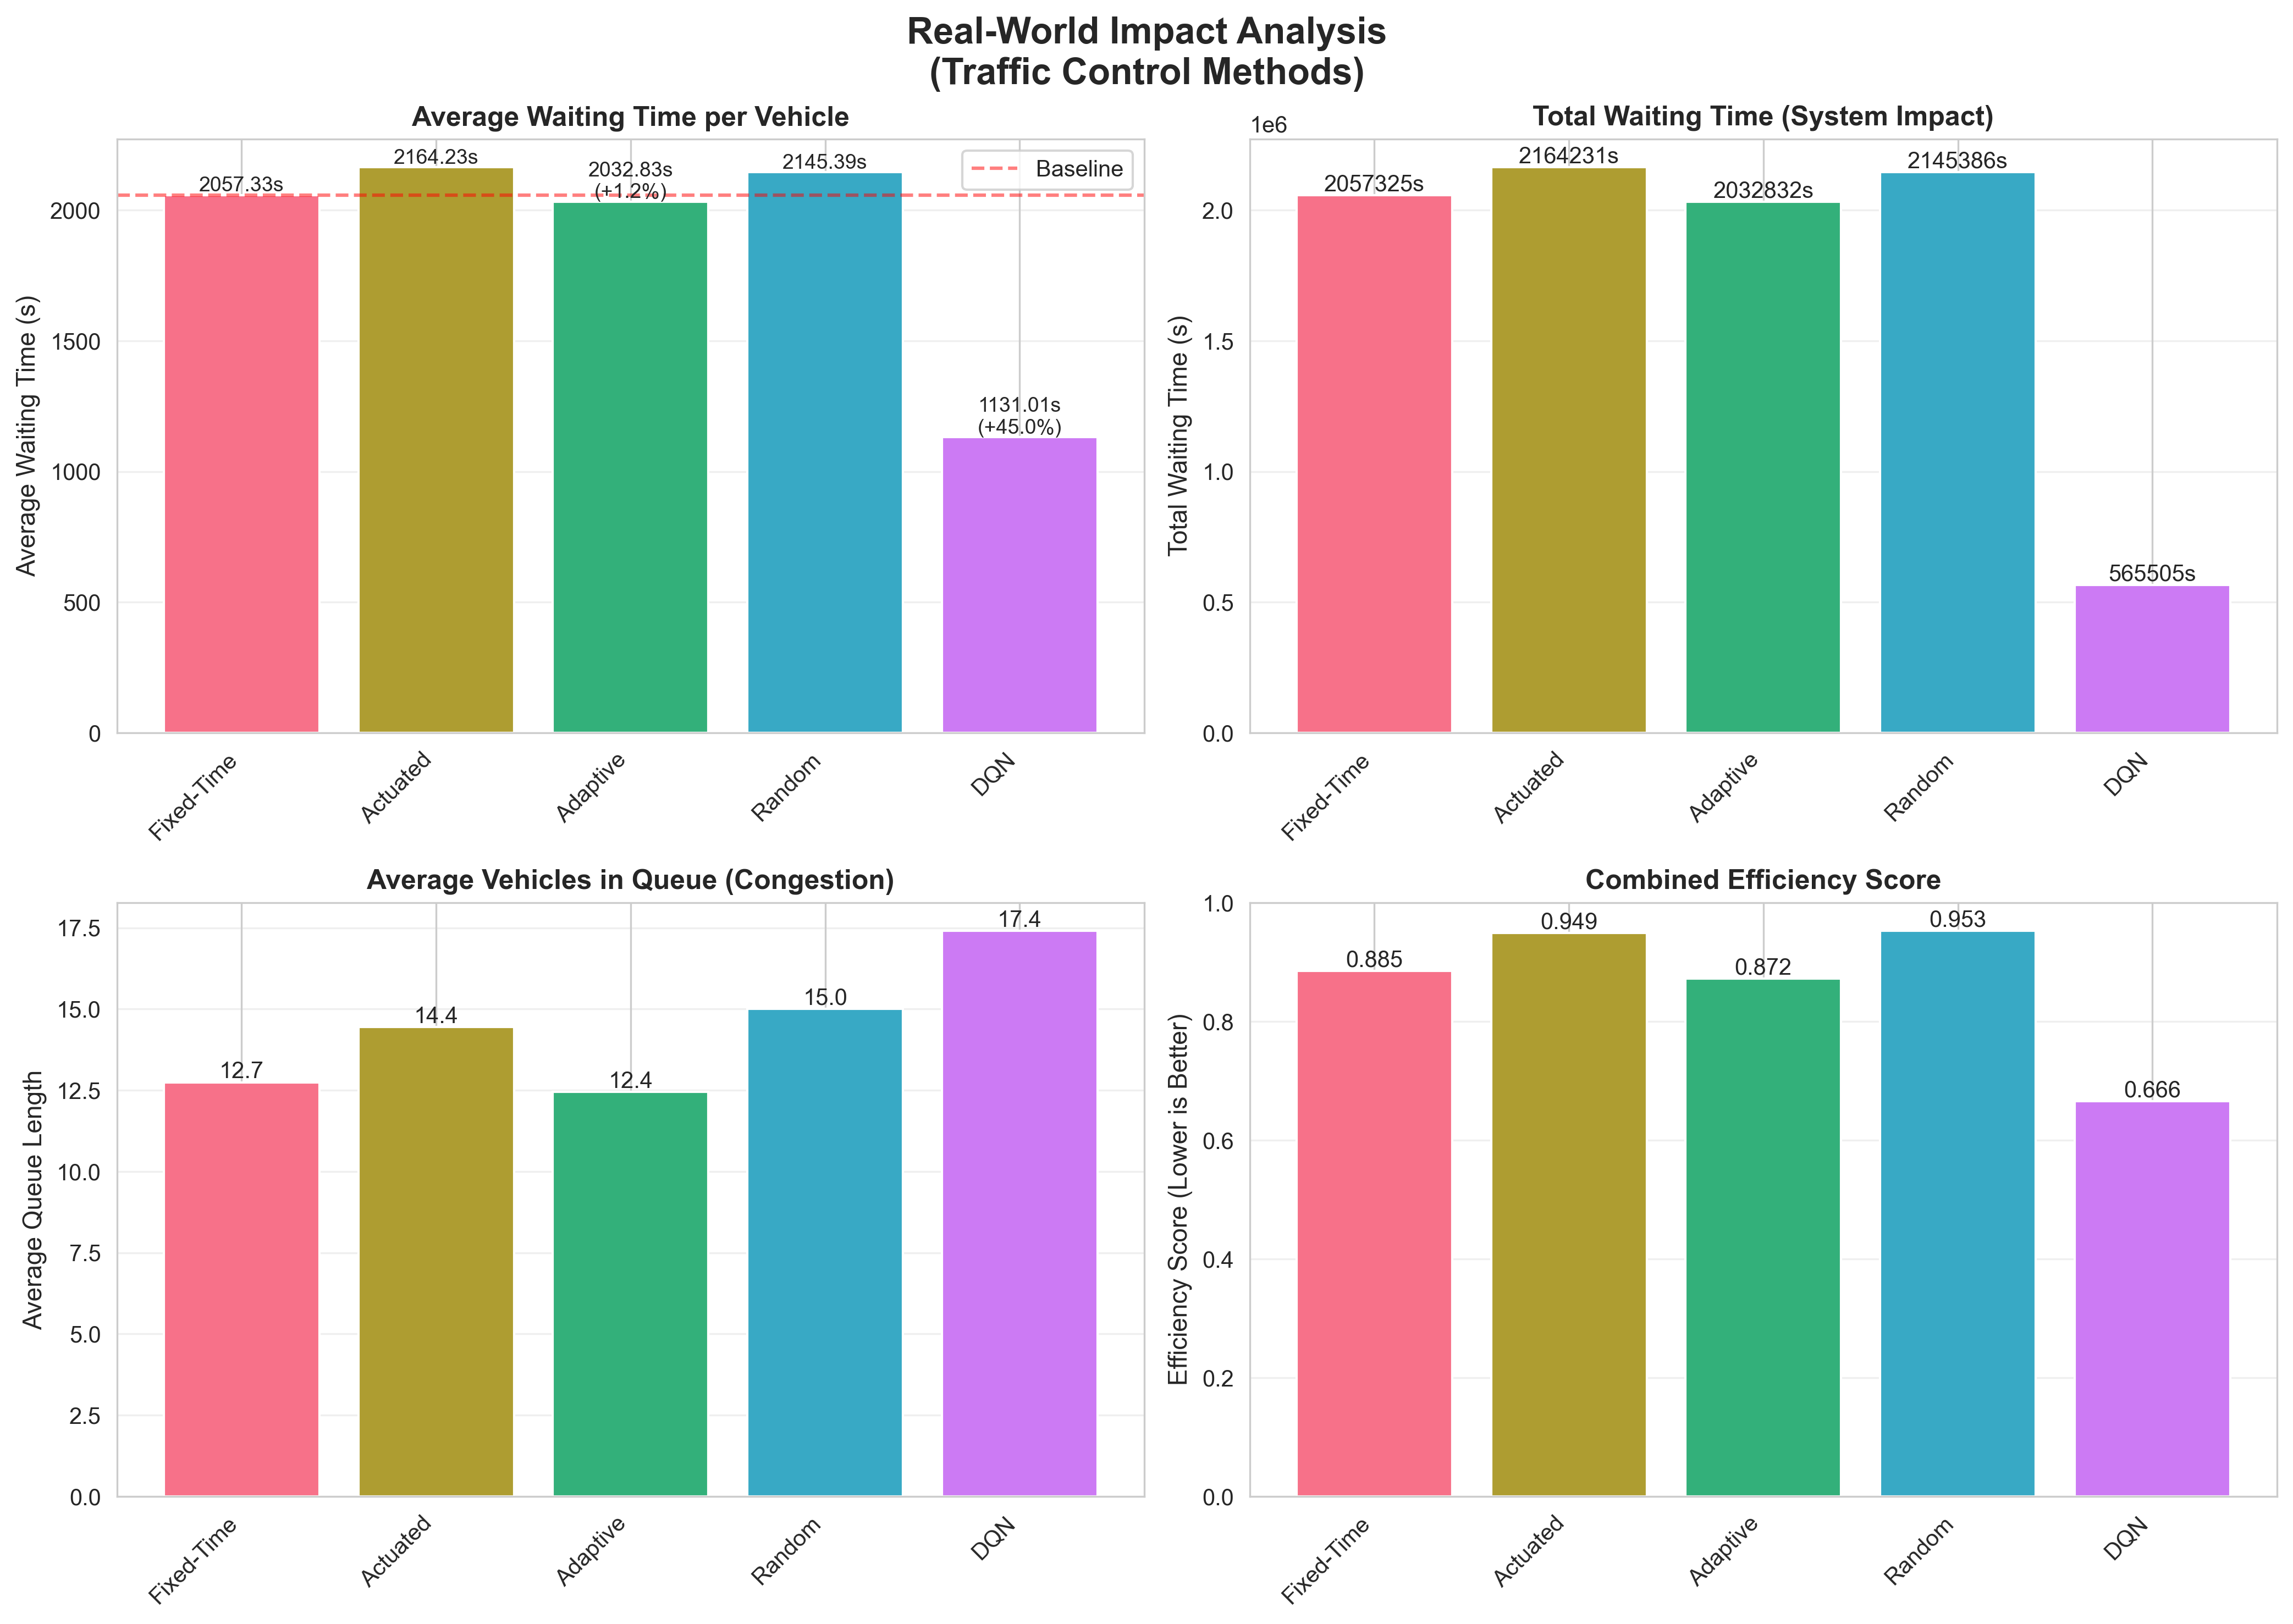 Real-World Impact Analysis
(Traffic Control Methods)
Average Waiting Time per Vehicle
Average Waiting Time (s)
2000
1500
1000
500
0
2057.33s
2164.23s
2032.83s
(+1.2%)
2145.39s
1131.01s
(+45.0%)
Baseline
Fixed-Time
Actuated
Adaptive
Random
DQN
Total Waiting Time (System Impact)
1e6
Total Waiting Time (s)
2.0
1.5
1.0
0.5
0.0
2057325s
2164231s
2032832s
2145386s
565505s
Fixed-Time
Actuated
Adaptive
Random
DQN
Average Vehicles in Queue (Congestion)
Average Queue Length
17.5
15.0
12.5
10.0
7.5
5.0
2.5
0.0
12.7
14.4
12.4
15.0
17.4
Fixed-Time
Actuated
Adaptive
Random
DQN
Combined Efficiency Score
Efficiency Score (Lower is Better)
1.0
0.8
0.6
0.4
0.2
0.0
0.885
0.949
0.872
0.953
0.666
Fixed-Time
Actuated
Adaptive
Random
DQN